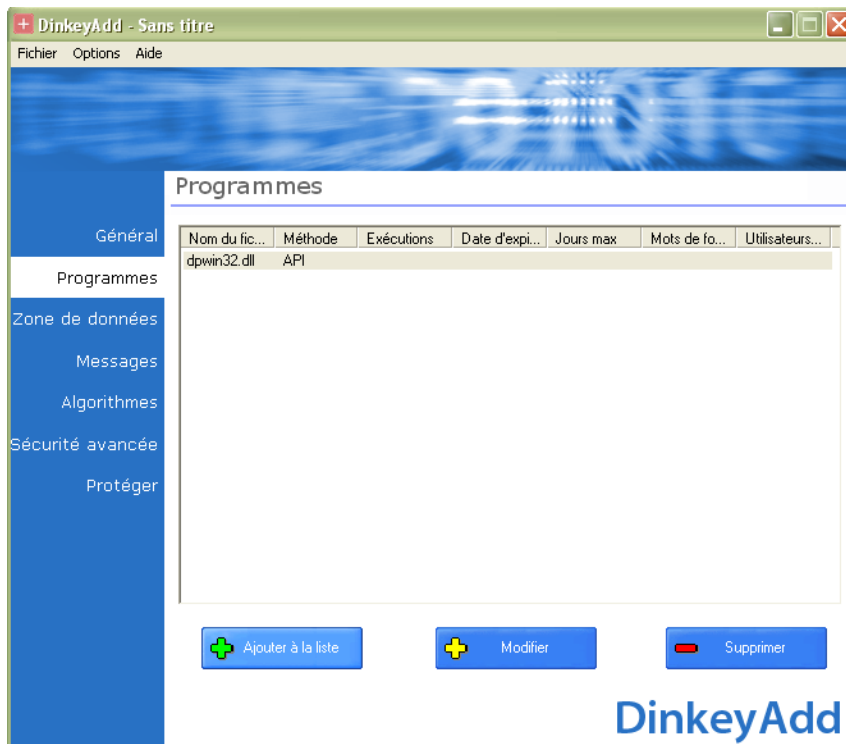 DinkeyAdd - Sans titre
Fichier Options Aide
Programmes
Général
Programmes
Zone de données
Messages
Algorithmes
Sécurité avancée
Protéger
Nom du fic... Méthode Exécutions Date d'expi... Jours max Mots de fo... Utilisateurs...
dpwin32.dll API
Ajouter à la liste Modifier Supprimer
DinkeyAdd